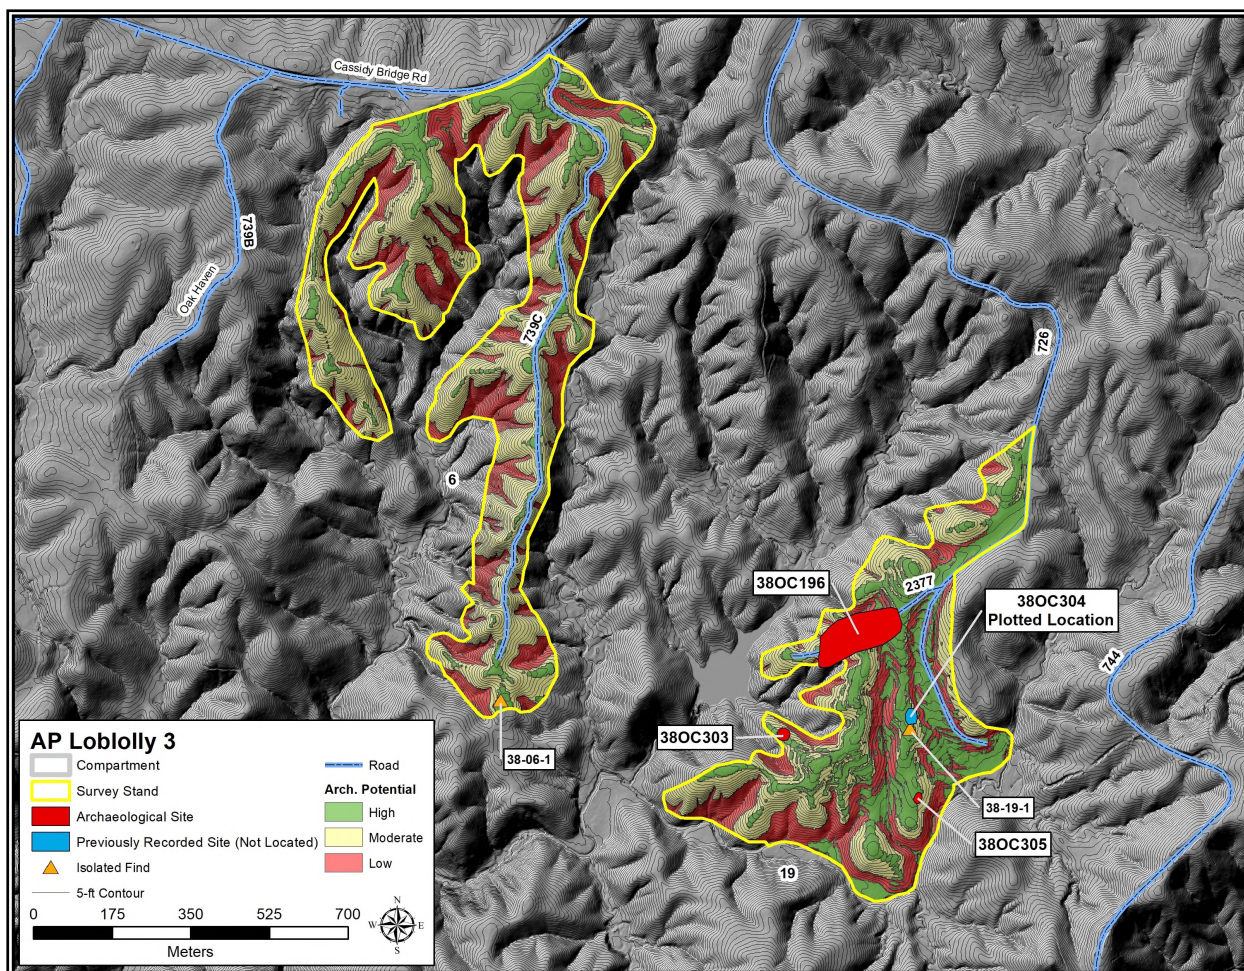 Cassidy Bridge Rd
739B
Oak Haven
739C
726
6
2377
38OC196
38OC304
Plotted Location
744
38OC303
38-06-1
38-19-1
38OC305
19
AP Loblolly 3
Compartment
Survey Stand
Archaeological Site
Previously Recorded Site (Not Located)
Isolated Find
5-ft Contour
Road
Arch. Potential
High
Moderate
Low
0 175 350 525 700
Meters
N
W E
S